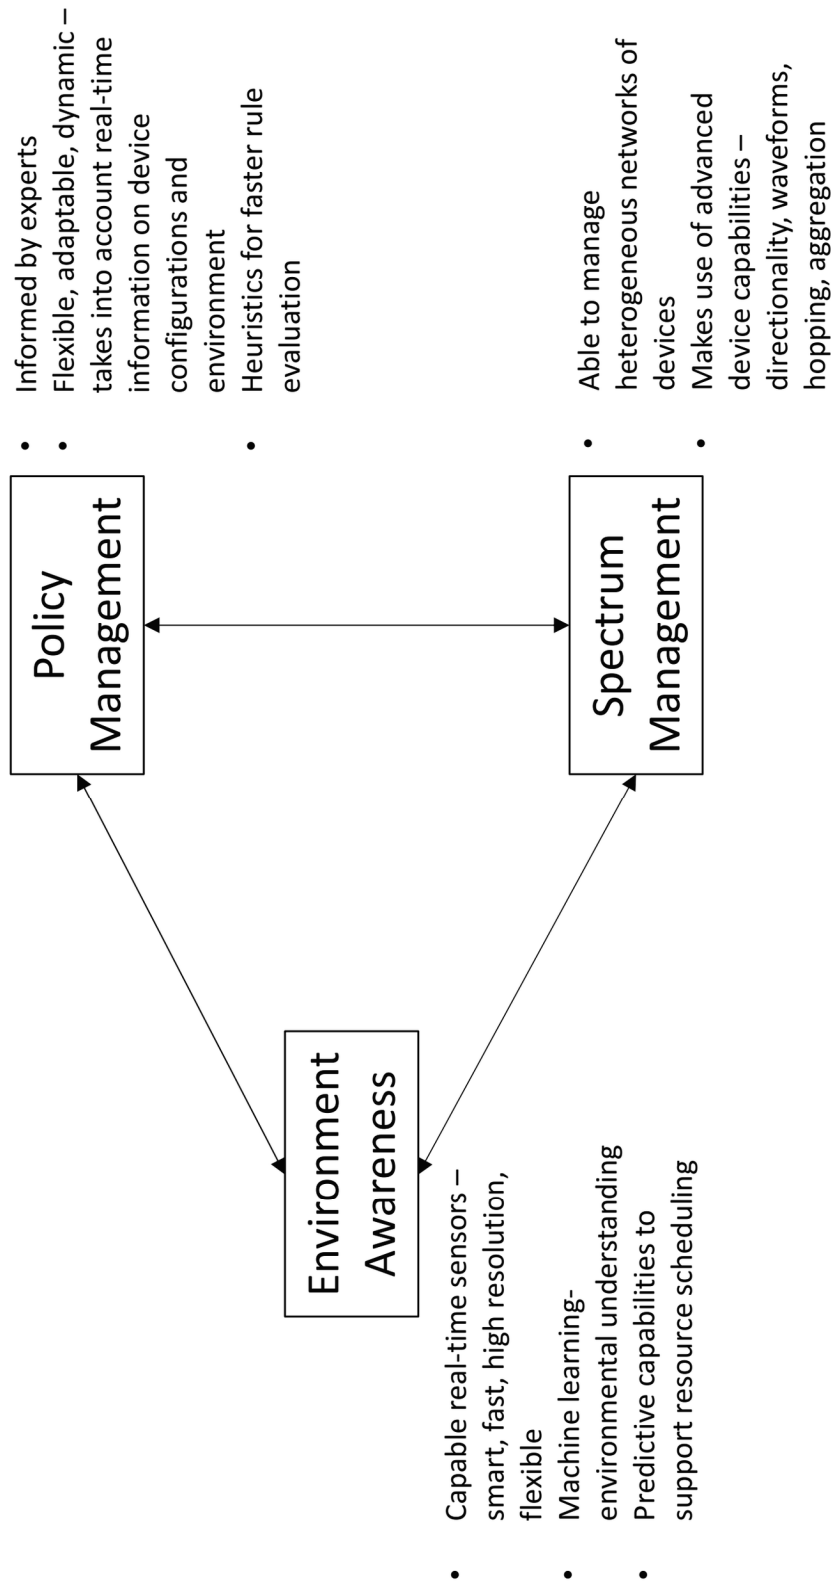 Policy
Management
• Informed by experts
• Flexible, adaptable, dynamic –
takes into account real-time
information on device
configurations and
environment
• Heuristics for faster rule
evaluation
Environment
Awareness
• Capable real-time sensors –
smart, fast, high resolution,
flexible
• Machine learning-
environmental understanding
• Predictive capabilities to
support resource scheduling
Spectrum
Management
• Able to manage
heterogeneous networks of
devices
• Makes use of advanced
device capabilities –
directionality, waveforms,
hopping, aggregation